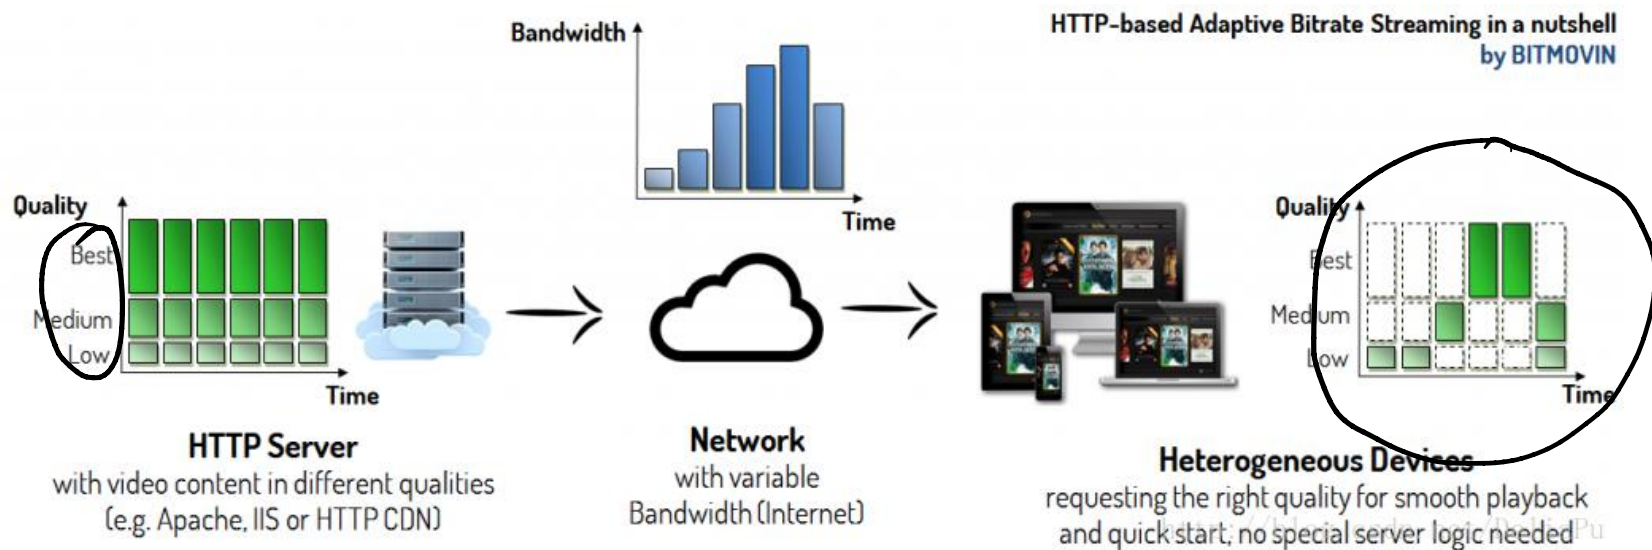 HTTP-based Adaptive Bitrate Streaming in a nutshell
by BITMOVIN
Bandwidth
Time
Quality
Best
Medium
Low
Time
Quality
Best
Medium
Low
Time
HTTP Server
with video content in different qualities
(e.g. Apache, IIS or HTTP CDN)
Network
with variable
Bandwidth (Internet)
Heterogeneous Devices
requesting the right quality for smooth playback
and quick start, no special server logic needed